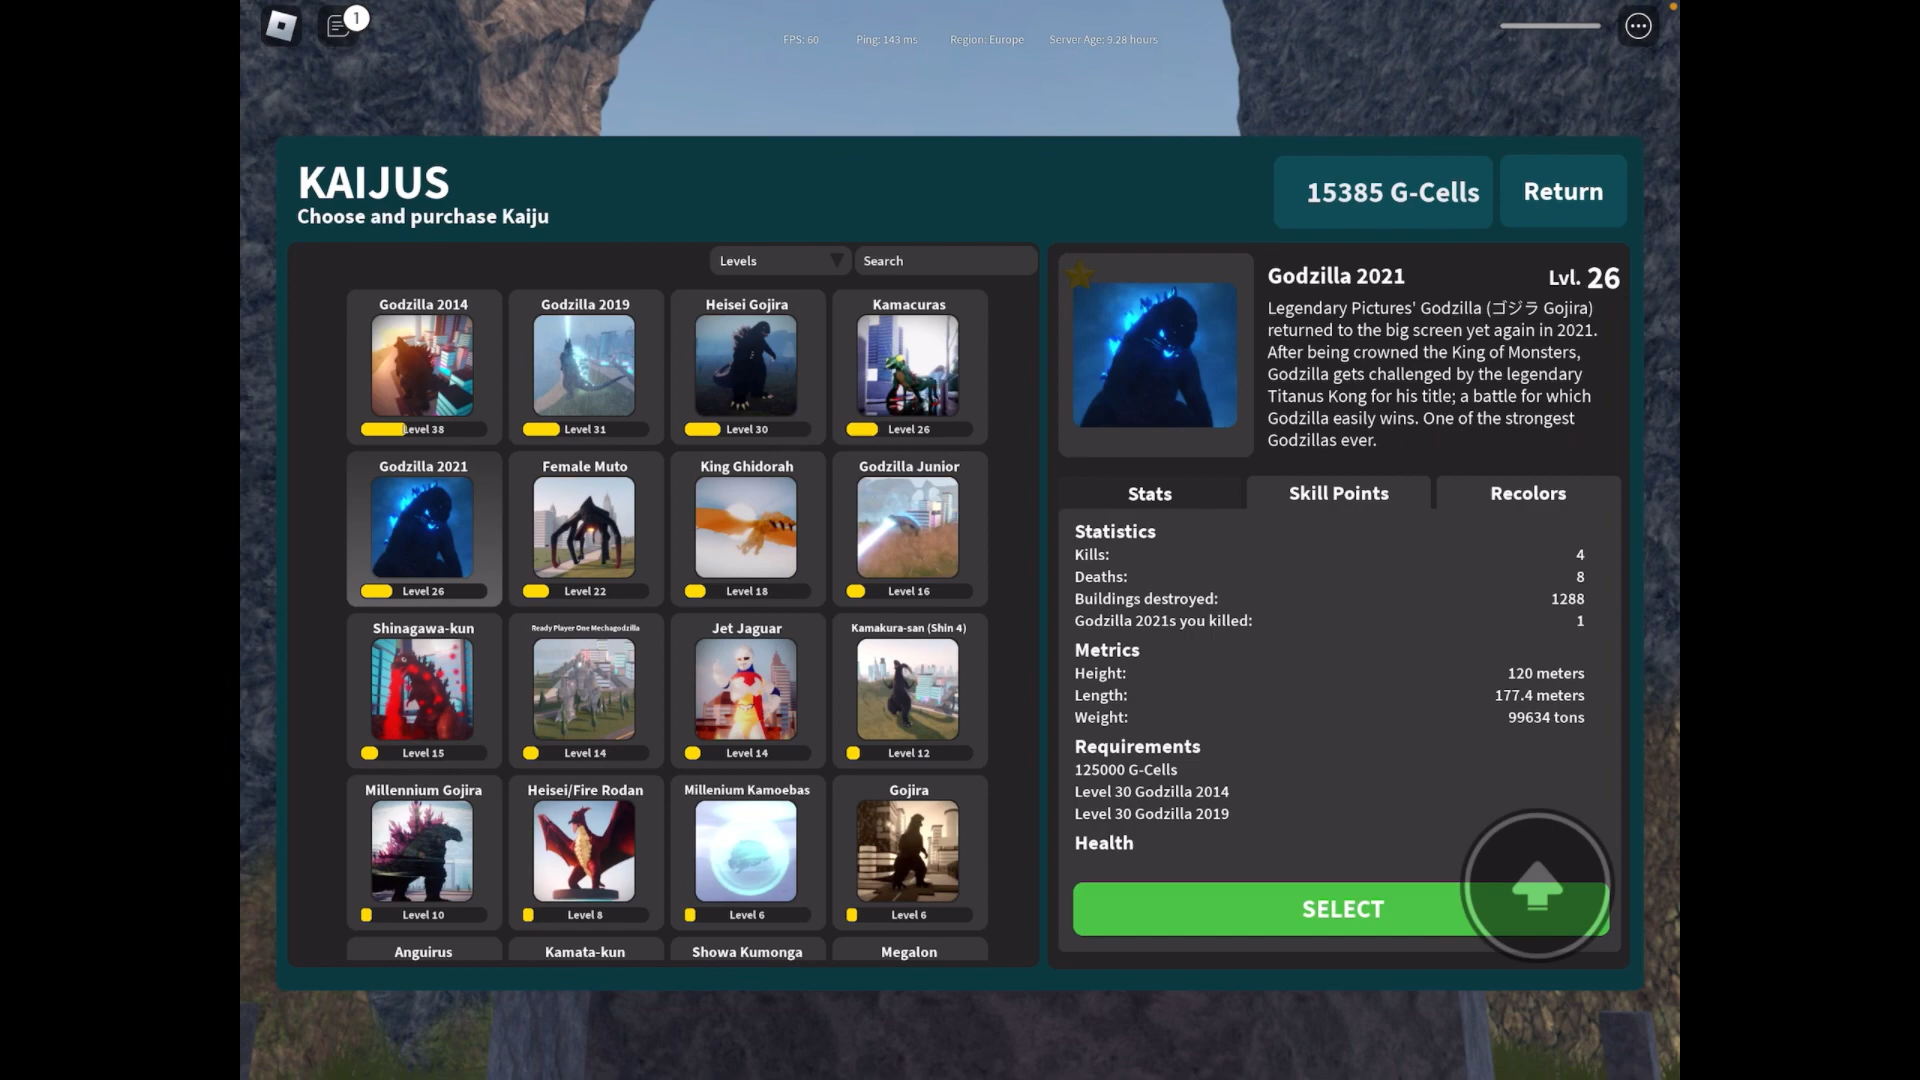 1
FPS: 60 Ping: 143 ms Region: Europe Server Age: 9.28 hours
KAIJUS
Choose and purchase Kaiju
15385 G-Cells
Return
Levels
Search
Godzilla 2014
Level 38
Godzilla 2019
Level 31
Heisei Gojira
Level 30
Kamacuras
Level 26
Godzilla 2021
Level 26
Female Muto
Level 22
King Ghidorah
Level 18
Godzilla Junior
Level 16
Shinagawa-kun
Level 15
Ready Player One Mechagodzilla
Level 14
Jet Jaguar
Level 14
Kamakura-san (Shin 4)
Level 12
Millennium Gojira
Level 10
Heisei/Fire Rodan
Level 8
Millenium Kamoebas
Level 6
Gojira
Level 6
Anguirus
Kamata-kun
Showa Kumonga
Megalon
Godzilla 2021
Lvl. 26
Legendary Pictures' Godzilla (ゴジラ Gojira)
returned to the big screen yet again in 2021.
After being crowned the King of Monsters,
Godzilla gets challenged by the legendary
Titanus Kong for his title; a battle for which
Godzilla easily wins. One of the strongest
Godzillas ever.
Stats
Skill Points
Recolors
Statistics
Kills: 4
Deaths: 8
Buildings destroyed: 1288
Godzilla 2021s you killed: 1
Metrics
Height: 120 meters
Length: 177.4 meters
Weight: 99634 tons
Requirements
125000 G-Cells
Level 30 Godzilla 2014
Level 30 Godzilla 2019
Health
SELECT